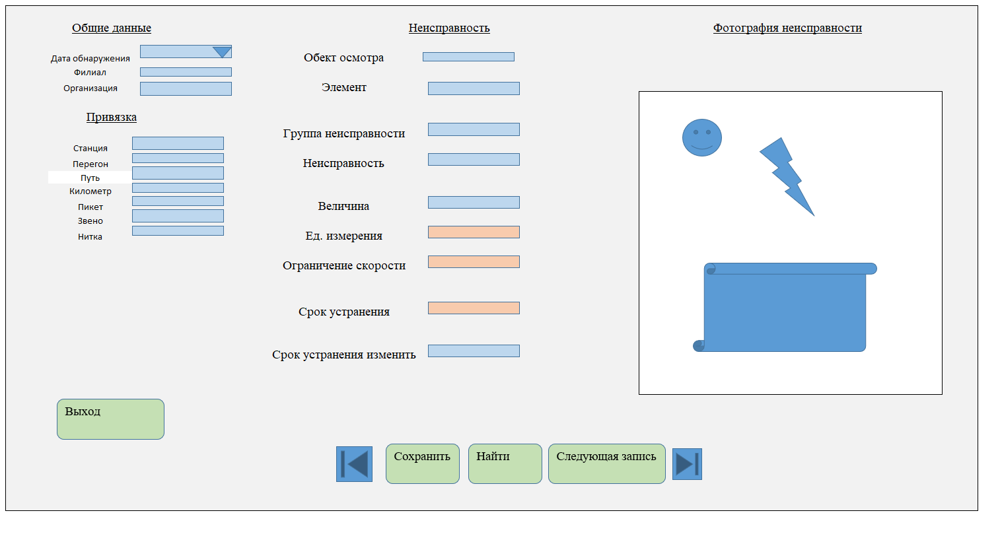 Общие данные
Дата обнаружения
Филиал
Организация
Привязка
Станция
Перегон
Путь
Километр
Пикет
Звено
Нитка
Неисправность
Обект осмотра
Элемент
Группа неисправности
Неисправность
Величина
Ед. измерения
Ограничение скорости
Срок устранения
Срок устранения изменить
Фотография неисправности
Выход
Сохранить
Найти
Следующая запись